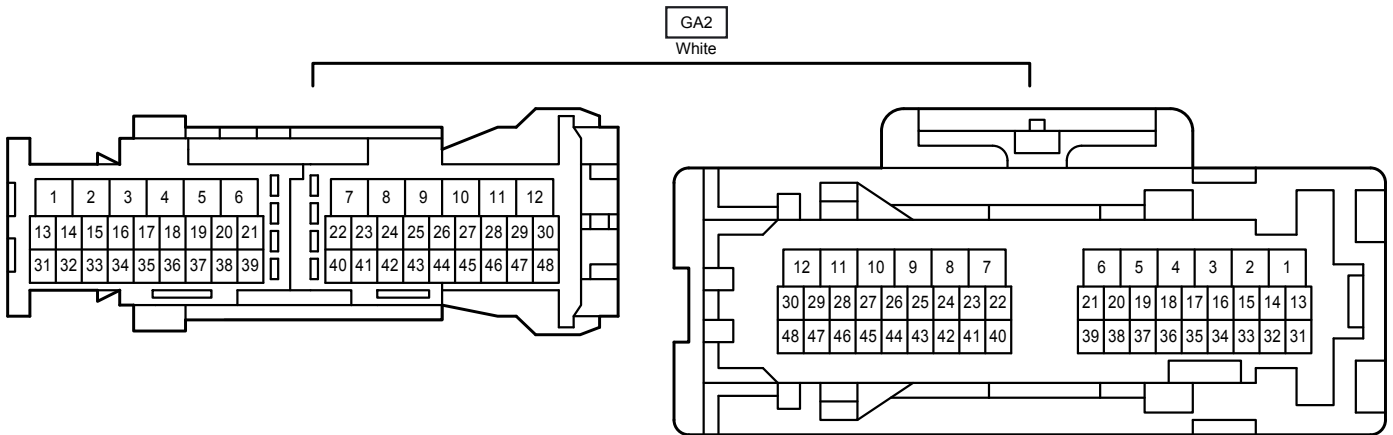 GA2
White
1 2 3 4 5 6 7 8 9 10 11 12
13 14 15 16 17 18 19 20 21 22 23 24 25 26 27 28 29 30
31 32 33 34 35 36 37 38 39 40 41 42 43 44 45 46 47 48
12 11 10 9 8 7 6 5 4 3 2 1
30 29 28 27 26 25 24 23 22 21 20 19 18 17 16 15 14 13
48 47 46 45 44 43 42 41 40 39 38 37 36 35 34 33 32 31